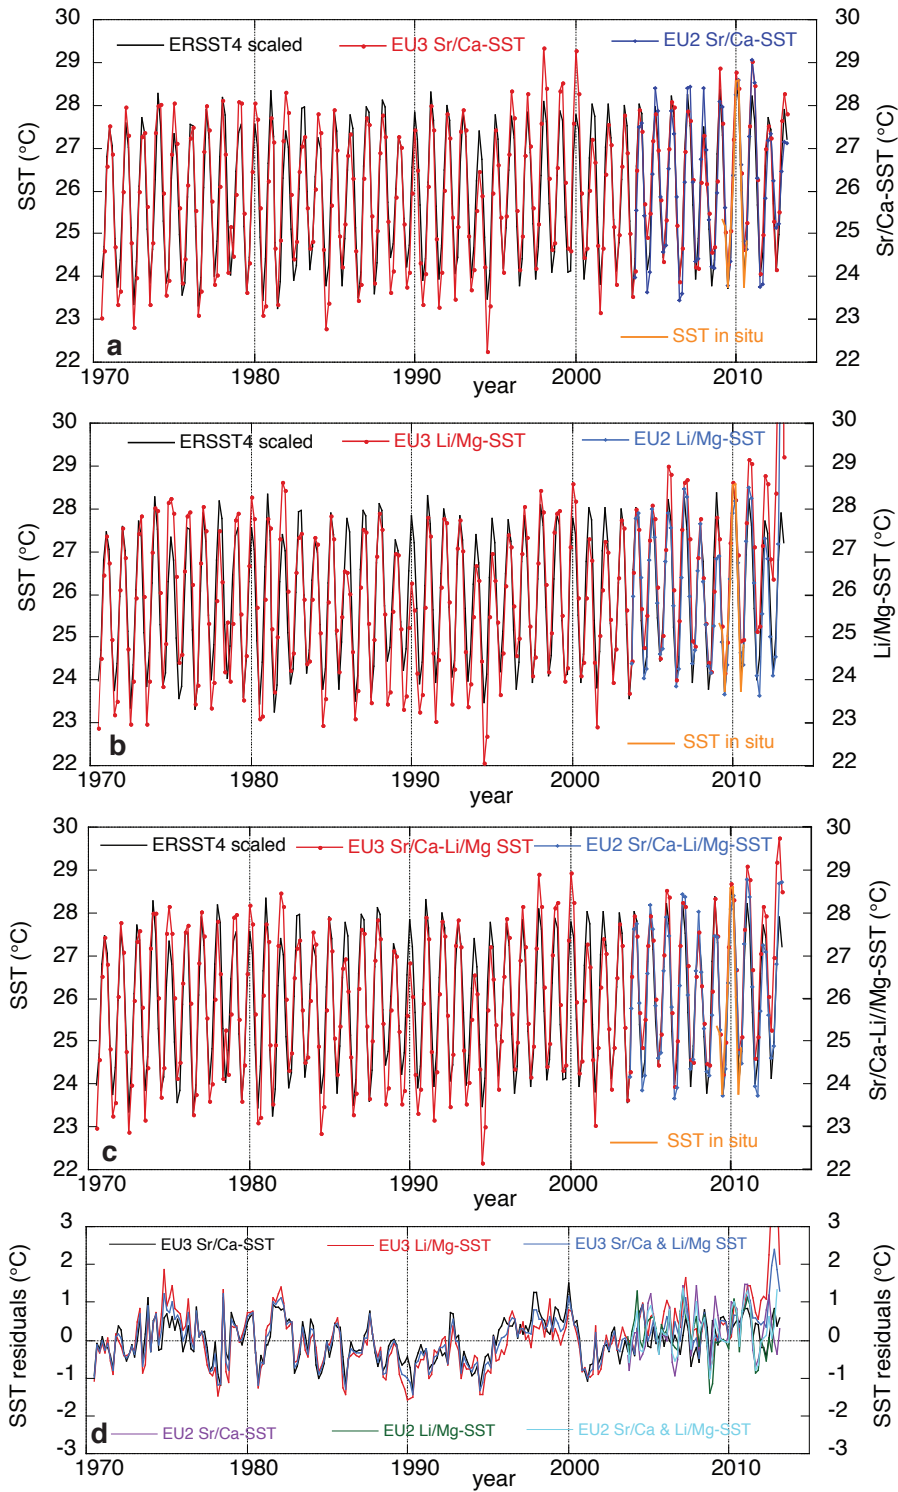 30 30
ERSST4 scaled EU3 Sr/Ca-SST EU2 Sr/Ca-SST
29 29
28 28
27 27
26 26
25 25
24 24
23 23
22 22
SST (°C)
Sr/Ca-SST (°C)
SST in situ
a
1970 1980 1990 2000 2010
year
30 30
ERSST4 scaled EU3 Li/Mg-SST EU2 Li/Mg-SST
29 29
28 28
27 27
26 26
25 25
24 24
23 23
22 22
SST (°C)
Li/Mg-SST (°C)
SST in situ
b
1970 1980 1990 2000 2010
year
30 30
ERSST4 scaled EU3 Sr/Ca-Li/Mg SST EU2 Sr/Ca-Li/Mg-SST
29 29
28 28
27 27
26 26
25 25
24 24
23 23
22 22
SST (°C)
Sr/Ca-Li//Mg-SST (°C)
SST in situ
c
1970 1980 1990 2000 2010
year
3 3
EU3 Sr/Ca-SST EU3 Li/Mg-SST EU3 Sr/Ca & Li/Mg SST
2 2
1 1
0 0
-1 -1
-2 -2
-3 -3
SST residuals (°C)
SST residuals (°C)
EU2 Sr/Ca-SST EU2 Li/Mg-SST EU2 Sr/Ca & Li/Mg-SST
d
1970 1980 1990 2000 2010
year